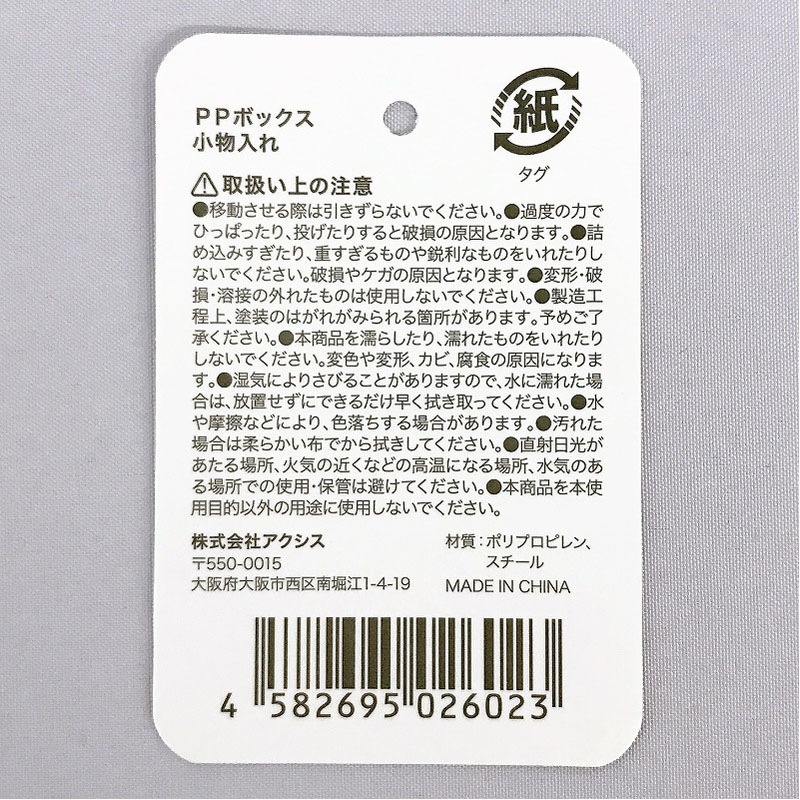 PPボックス
小物入れ
紙
タグ
⚠取扱い上の注意
●移動させる際は引きずらないでください。●過度の力で
ひっぱったり、投げたりすると破損の原因となります。●詰
め込みすぎたり、重すぎるものや鋭利なものをいれたりし
ないでください。破損やケガの原因となります。●変形・破
損・溶接の外れたものは使用しないでください。●製造工
程上、塗装のはがれがみられる箇所があります。予めご了
承ください。●本商品を濡らしたり、濡れたものをいれたり
しないでください。変色や変形、カビ、腐食の原因になりま
す。●湿気によりさびることがありますので、水に濡れた場
合は、放置せずにできるだけ早く拭き取ってください。●水
や摩擦などにより、色落ちする場合があります。●汚れた
場合は柔らかい布でから拭きしてください。●直射日光が
あたる場所、火気の近くなどの高温になる場所、水気のあ
る場所での使用・保管は避けてください。●本商品を本使
用目的以外の用途に使用しないでください。
株式会社アクシス
〒550-0015
大阪府大阪市西区南堀江1-4-19
材質：ポリプロピレン、
スチール
MADE IN CHINA
4 582695 026023